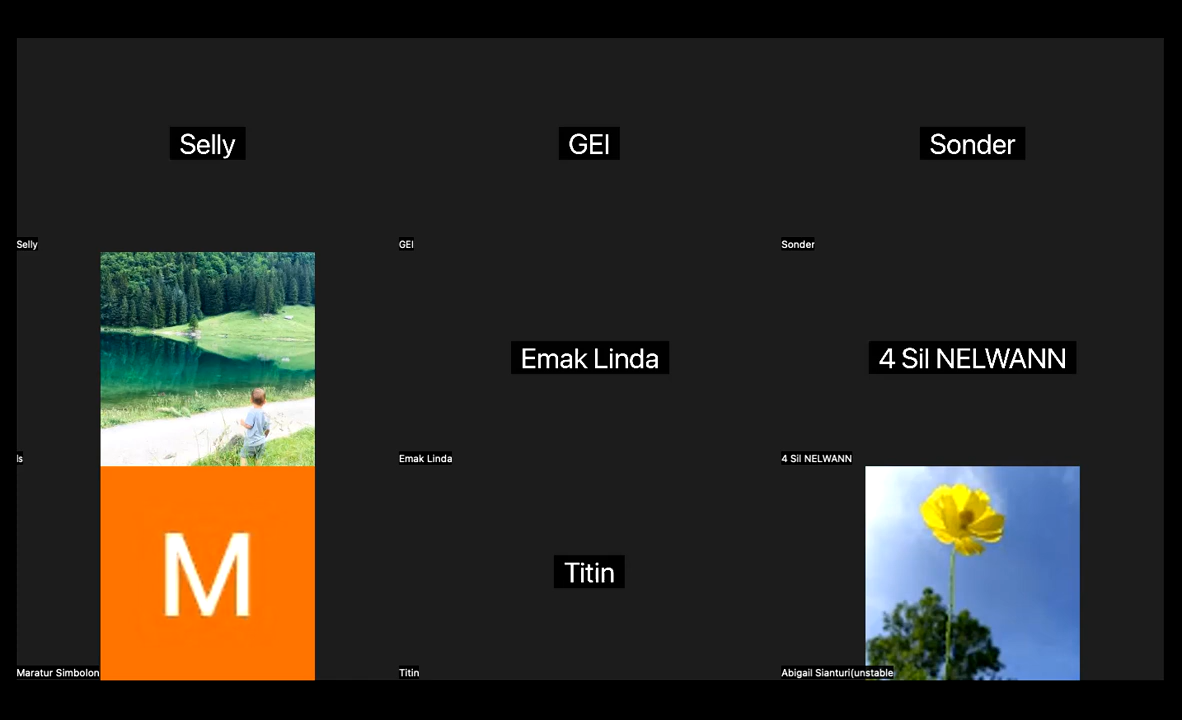 Selly
GEI
Sonder
Selly
GEI
Sonder
Emak Linda
4 Sil NELWANN
ls
Emak Linda
4 Sil NELWANN
M
Titin
Maratur Simbolon
Titin
Abigail Sianturi(unstable